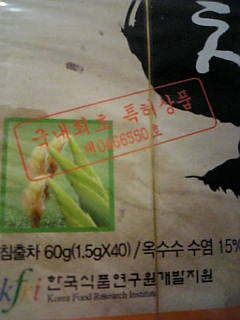 국내최초 특허상품
제0466550호
침출차 60g(1.5gX40)/옥수수 수염 15%
kfri 한국식품연구원개발지원
Korea Food Research Institute